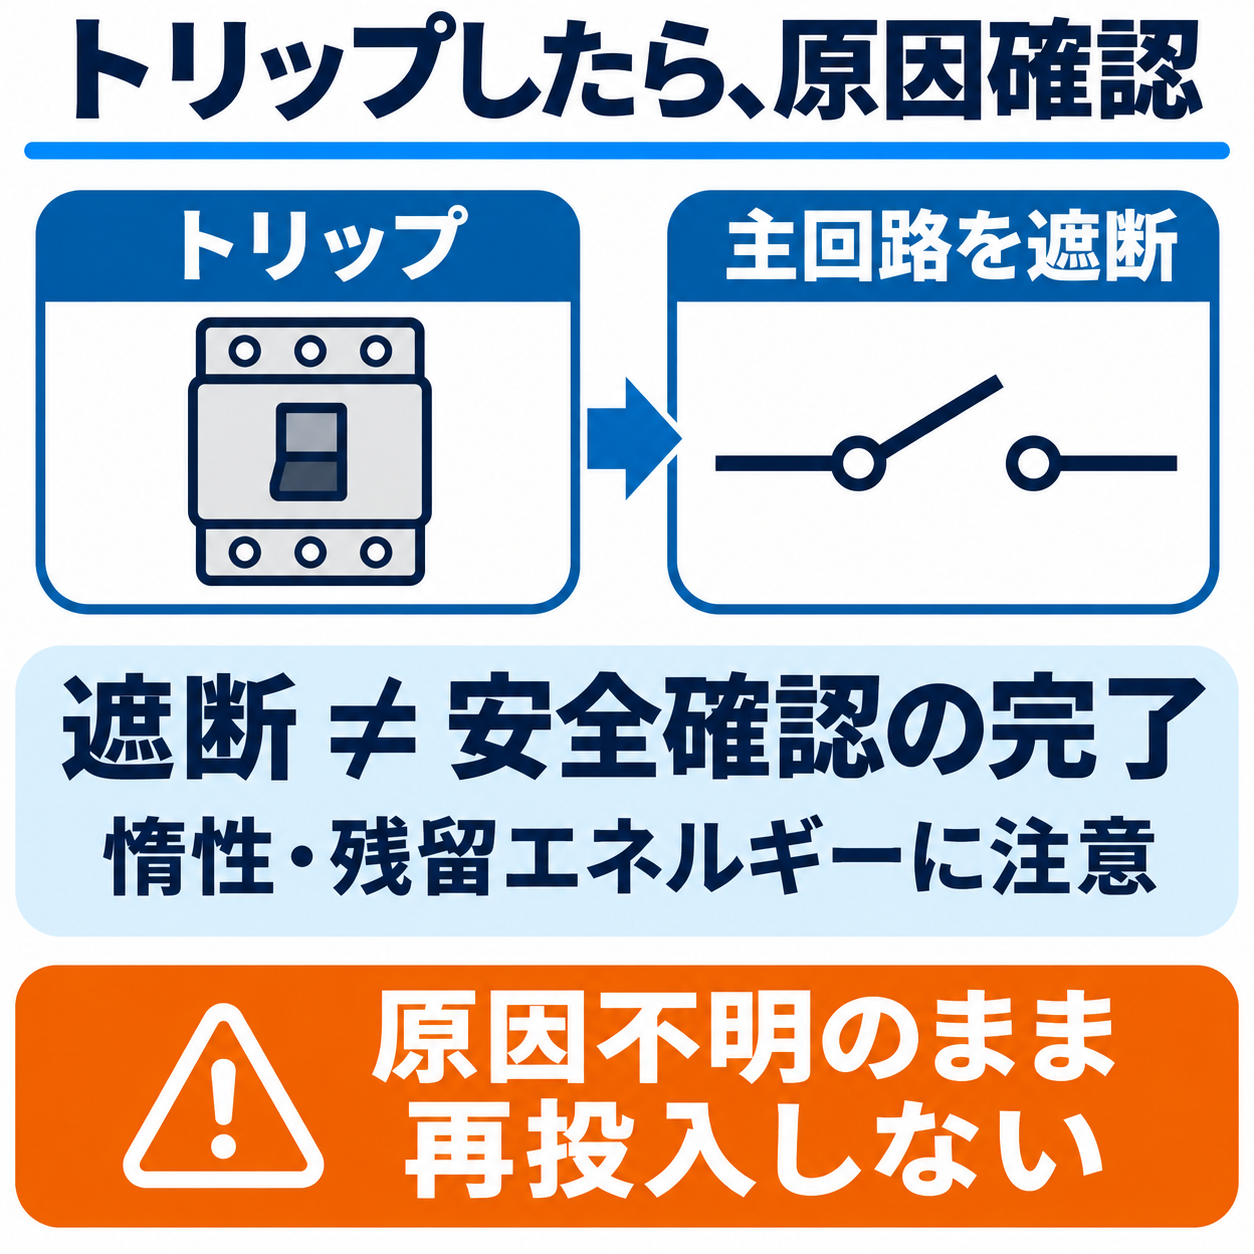 トリップしたら、原因確認
トリップ
主回路を遮断
遮断 ≠ 安全確認の完了
惰性・残留エネルギーに注意
原因不明のまま
再投入しない